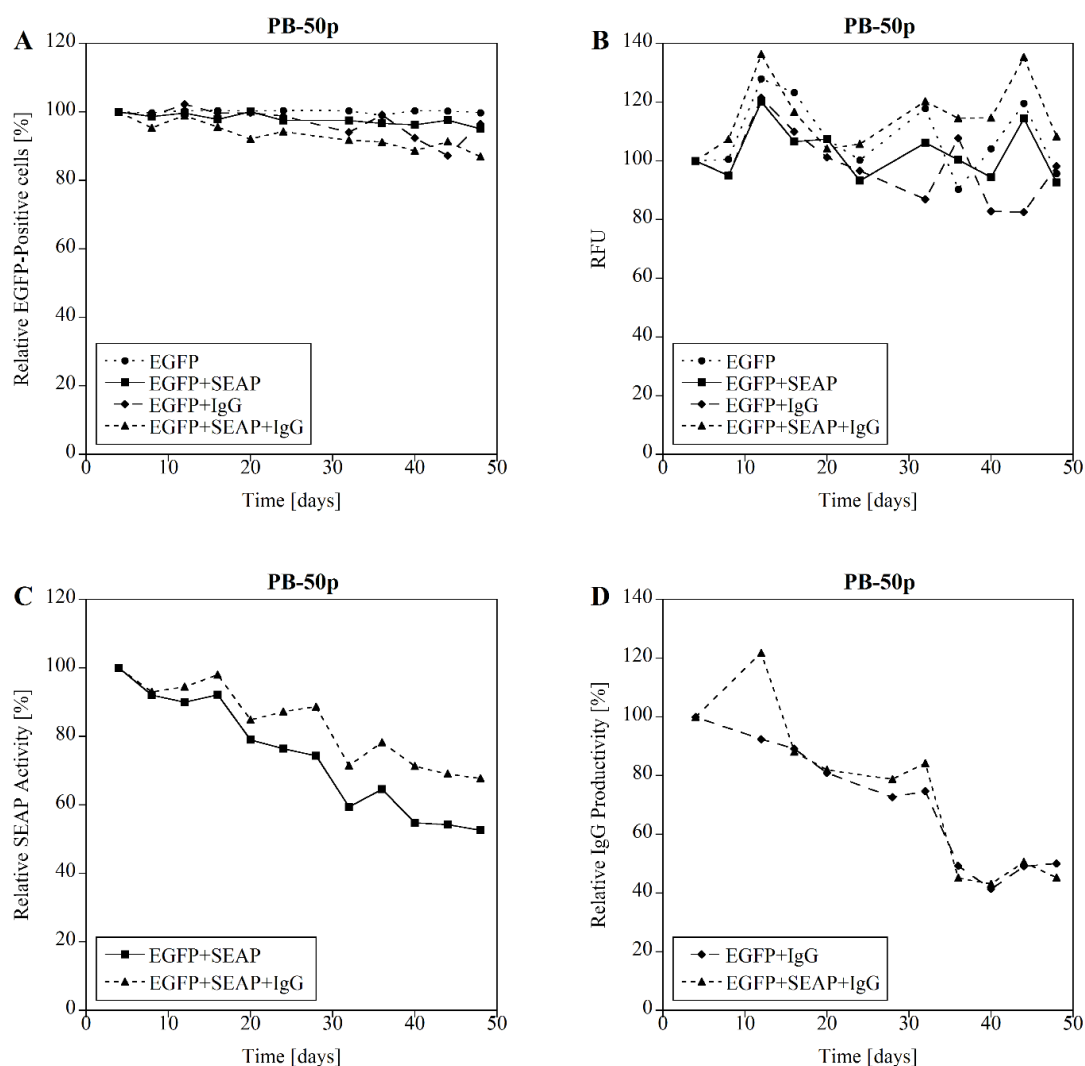 A
PB-50p
Relative EGFP-Positive cells [%]
120
100
80
60
40
20
0
EGFP
EGFP+SEAP
EGFP+IgG
EGFP+SEAP+IgG
0 10 20 30 40 50
Time [days]
B
PB-50p
RFU
140
120
100
80
60
40
20
0
EGFP
EGFP+SEAP
EGFP+IgG
EGFP+SEAP+IgG
0 10 20 30 40 50
Time [days]
C
PB-50p
Relative SEAP Activity [%]
120
100
80
60
40
20
0
EGFP+SEAP
EGFP+SEAP+IgG
0 10 20 30 40 50
Time [days]
D
PB-50p
Relative IgG Productivity [%]
140
120
100
80
60
40
20
0
EGFP+IgG
EGFP+SEAP+IgG
0 10 20 30 40 50
Time [days]